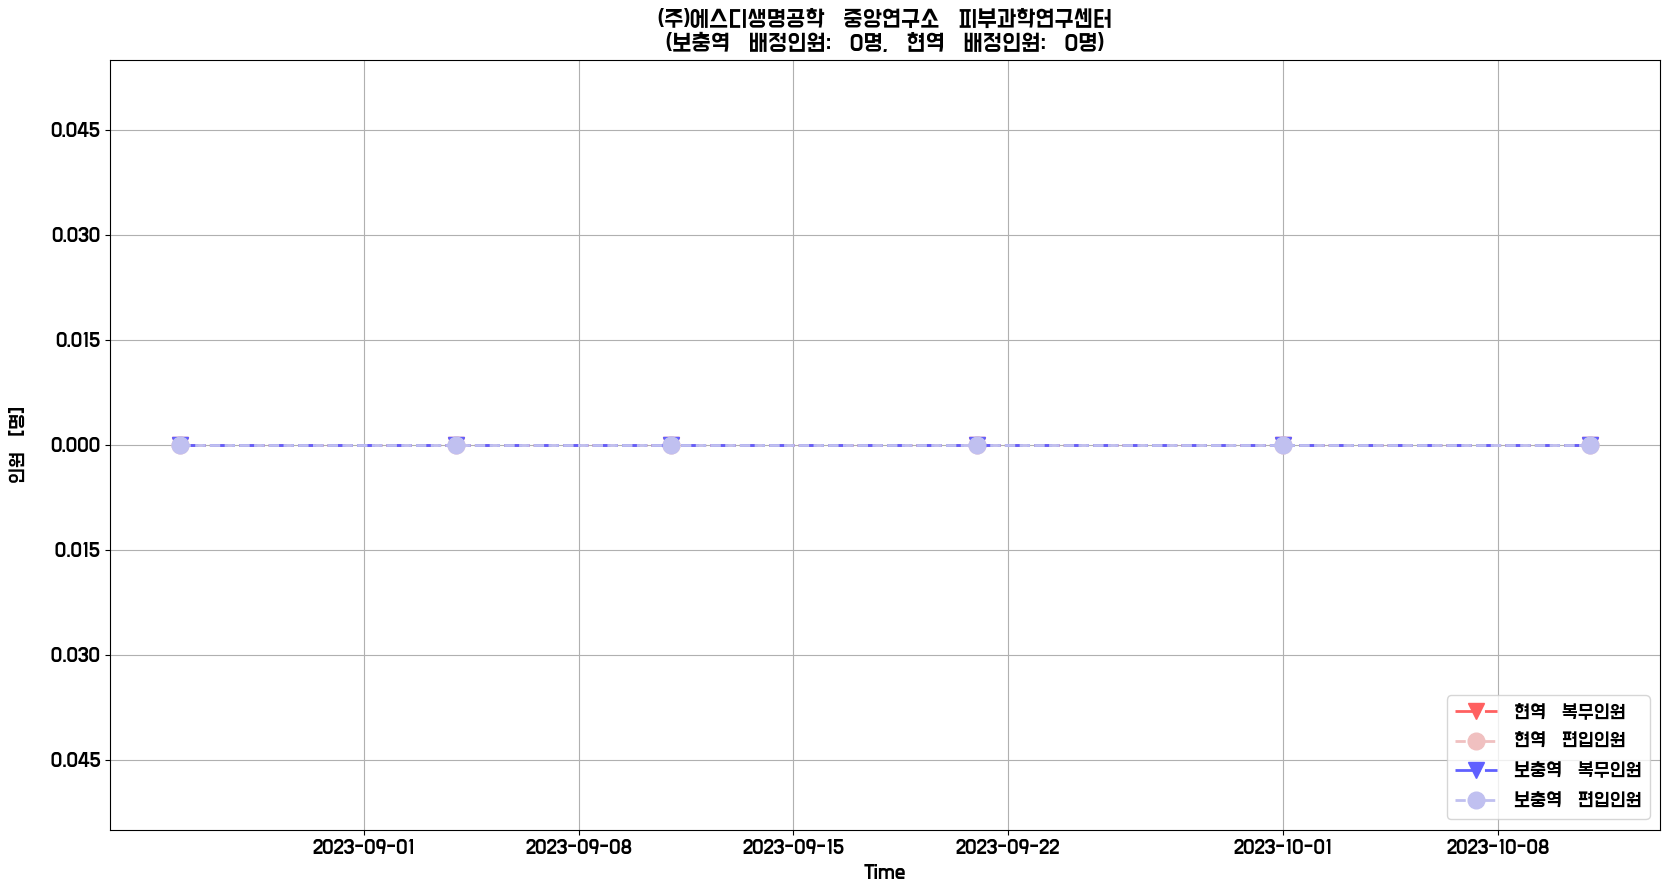 (주)에스디생명공학 중앙연구소 피부과학연구센터
(보충역 배정인원: 0명, 현역 배정인원: 0명)
0.045
0.030
0.015
0.000
0.015
0.030
0.045
인원 [명]
2023-09-01 2023-09-08 2023-09-15 2023-09-22 2023-10-01 2023-10-08
Time
현역 복무인원
현역 편입인원
보충역 복무인원
보충역 편입인원